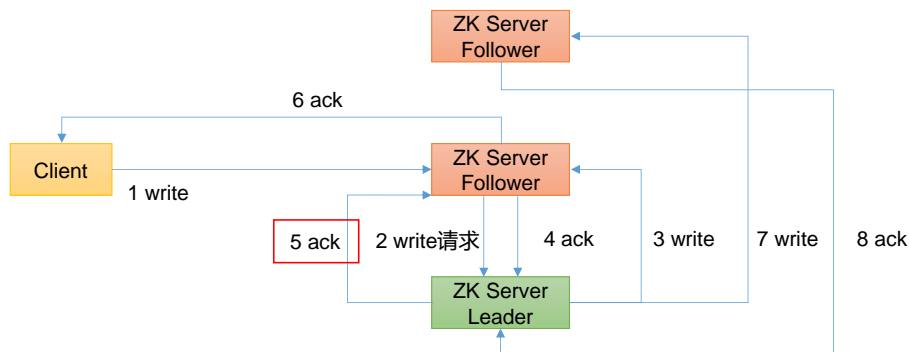 ZK Server
Follower
6 ack
Client
ZK Server
Follower
1 write
5 ack
2 write请求
4 ack
3 write
7 write
8 ack
ZK Server
Leader